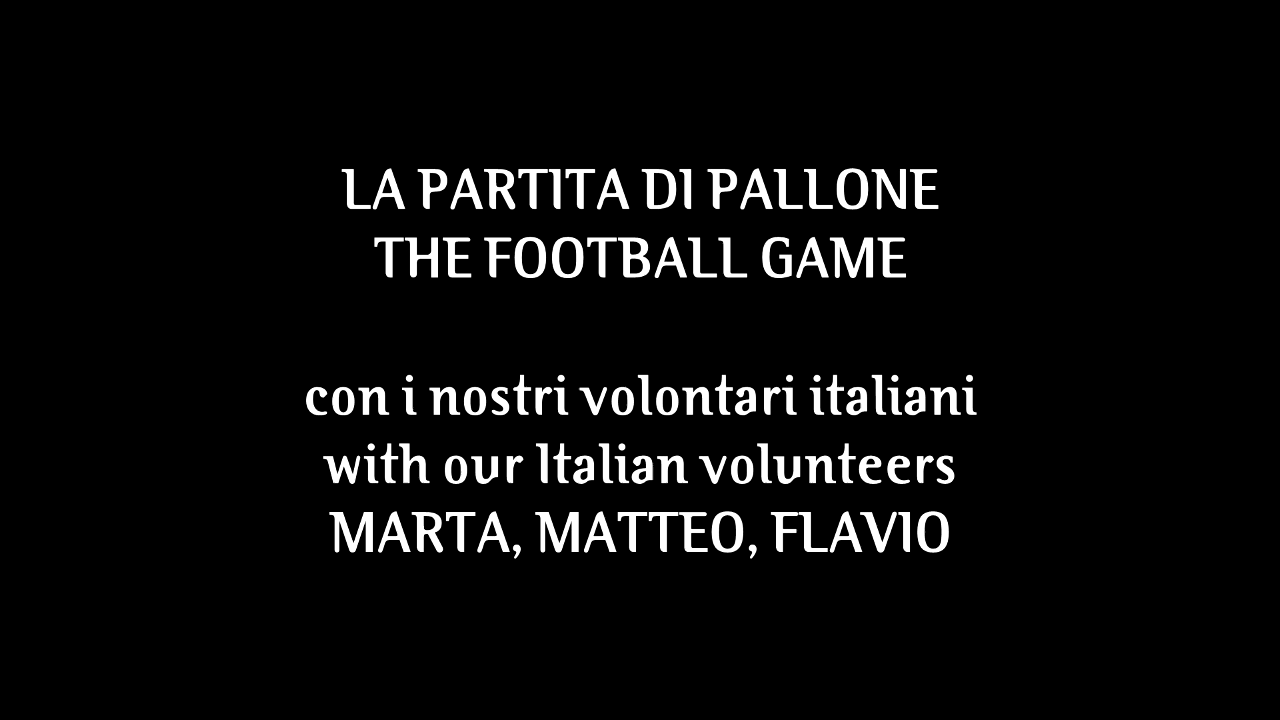 LA PARTITA DI PALLONE
THE FOOTBALL GAME
con i nostri volontari italiani
with our Italian volunteers
MARTA, MATTEO, FLAVIO